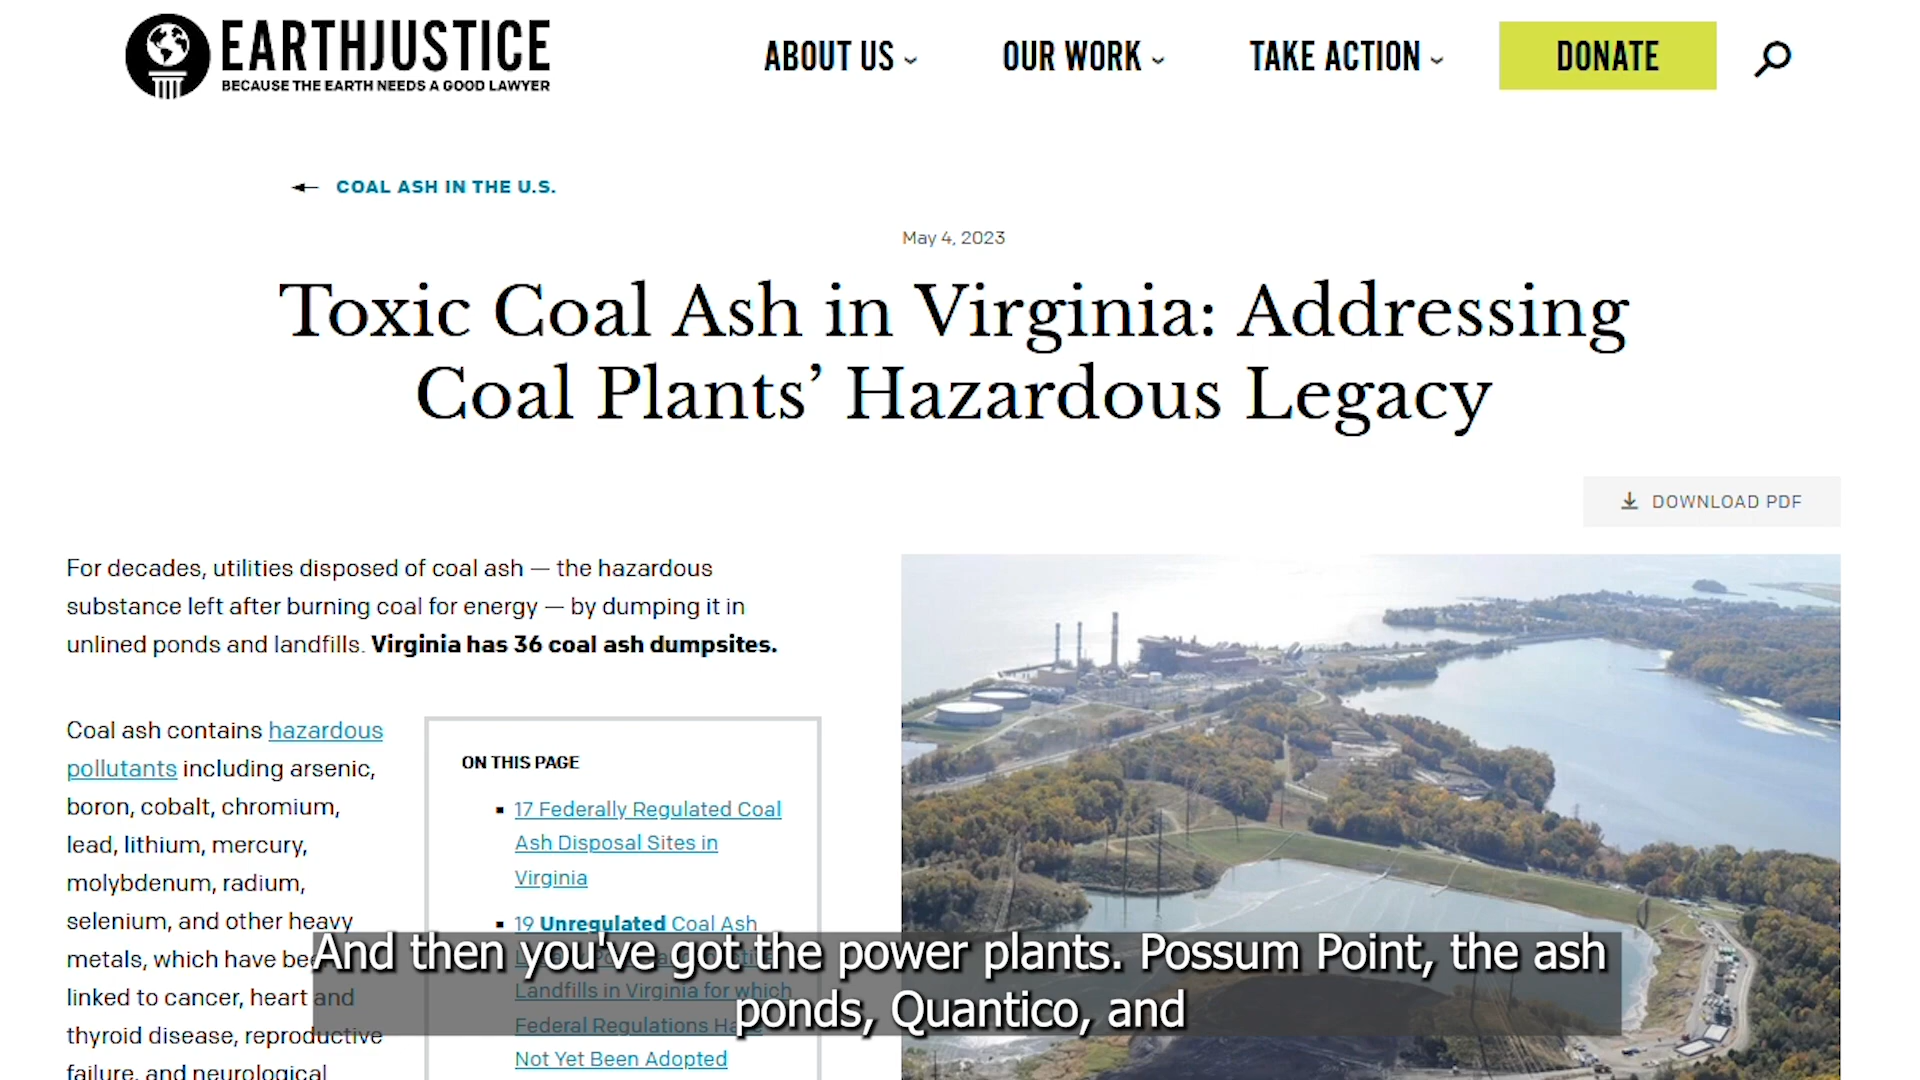 EARTHJUSTICE
BECAUSE THE EARTH NEEDS A GOOD LAWYER
ABOUT US
OUR WORK
TAKE ACTION
DONATE
COAL ASH IN THE U.S.
May 4, 2023
Toxic Coal Ash in Virginia: Addressing
Coal Plants’ Hazardous Legacy
DOWNLOAD PDF
For decades, utilities disposed of coal ash — the hazardous
substance left after burning coal for energy — by dumping it in
unlined ponds and landfills. Virginia has 36 coal ash dumpsites.
Coal ash contains hazardous
pollutants including arsenic,
boron, cobalt, chromium,
lead, lithium, mercury,
molybdenum, radium,
selenium, and other heavy
metals, which have
linked to cancer, heart and
thyroid disease, reproductive
failure, and neurological
ON THIS PAGE
17 Federally Regulated Coal
Ash Disposal Sites in
Virginia
19 Unregulated Coal Ash
Landfills in Virginia for which
Federal Regulations
Not Yet Been Adopted
And then you've got the power plants. Possum Point, the ash
ponds, Quantico, and